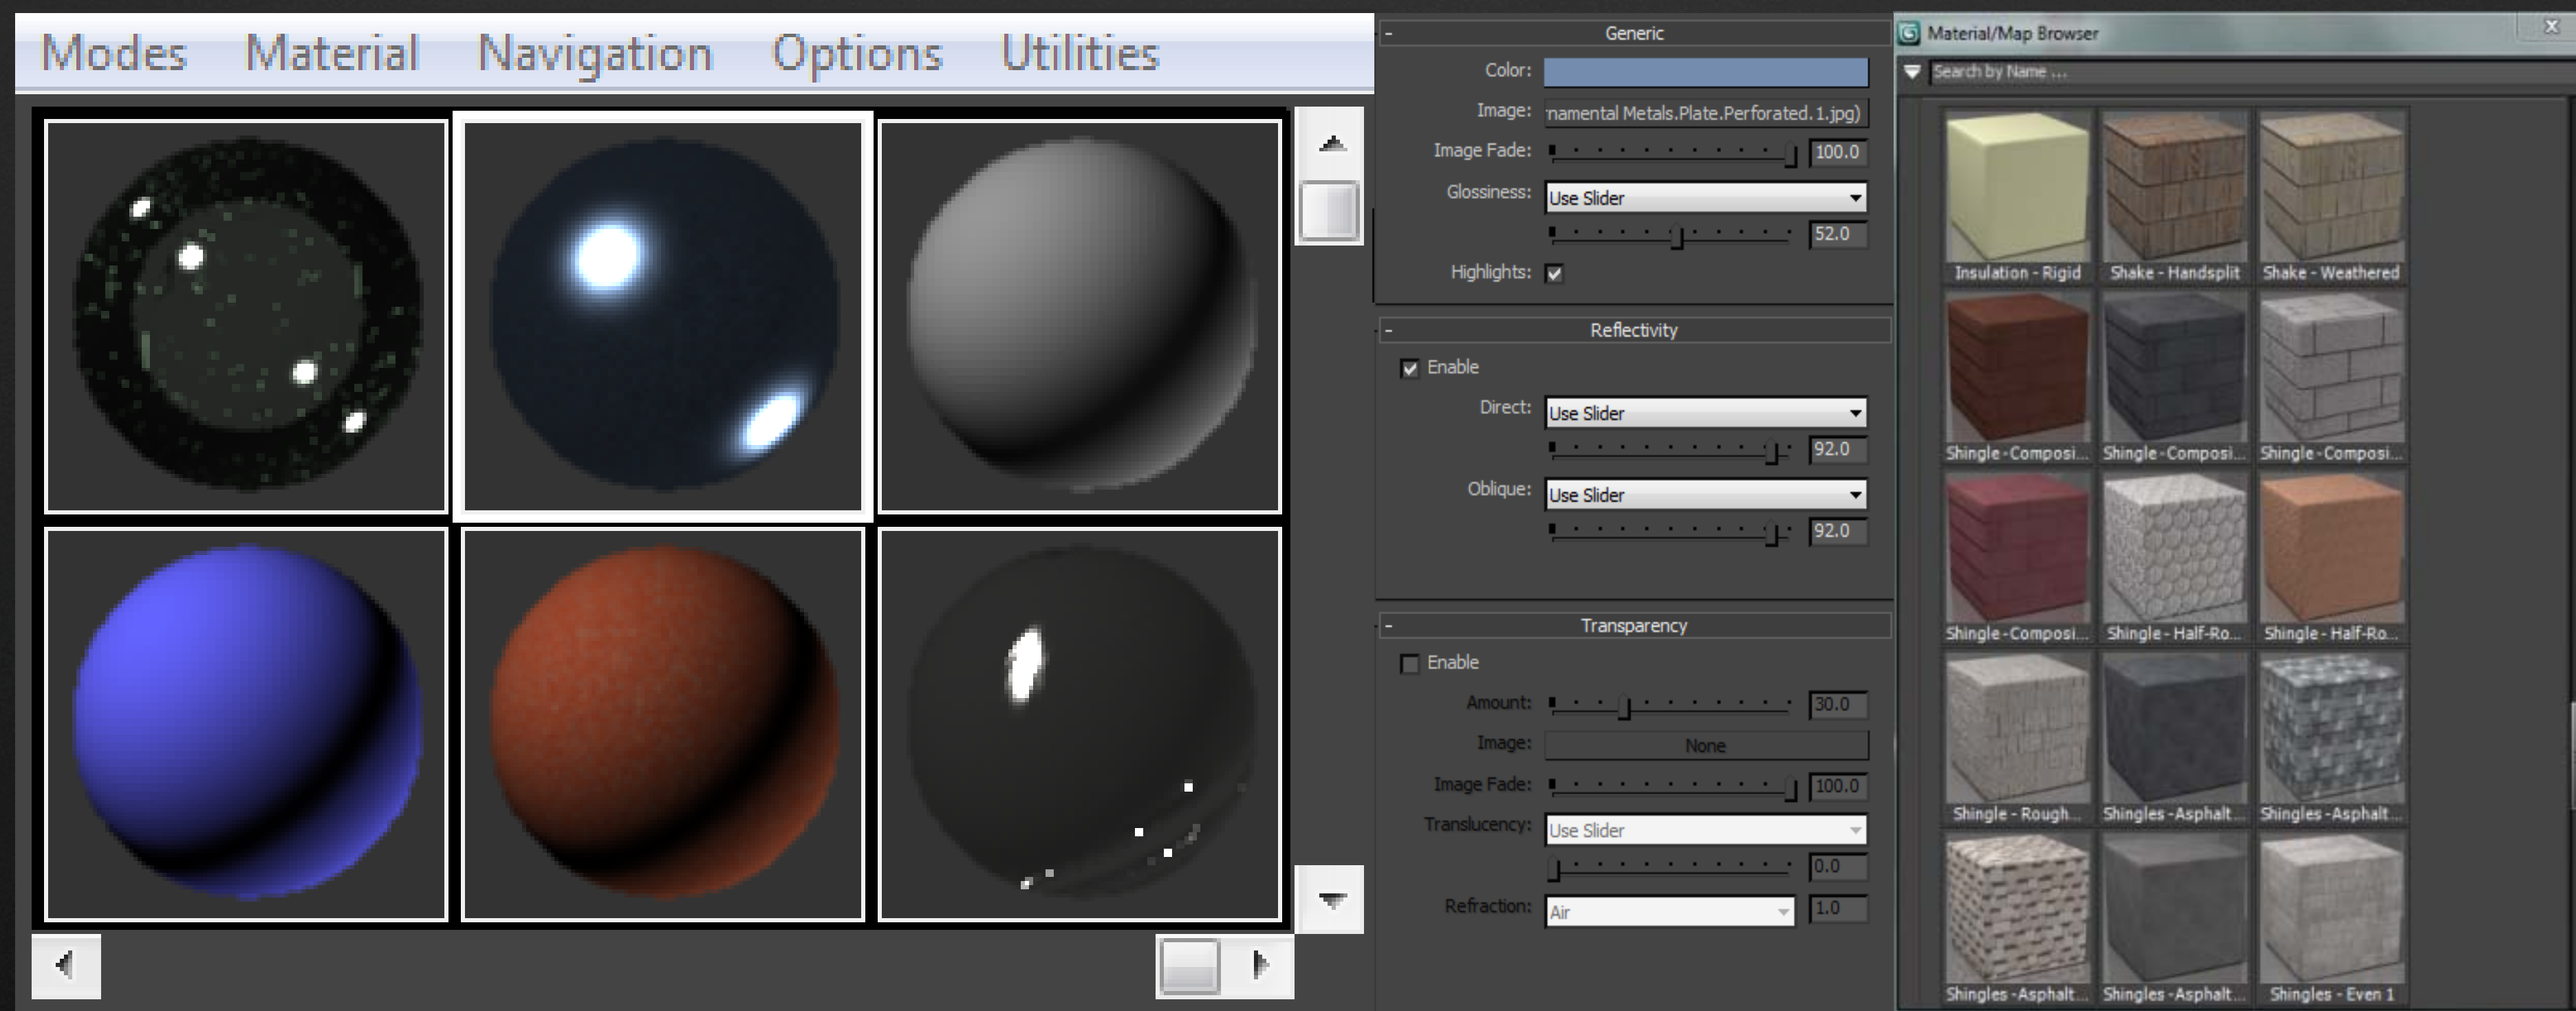 Modes Material Navigation Options Utilities
Generic
Color:
Image: rnamental Metals.Plate.Perforated.1.jpg)
Image Fade: 100.0
Glossiness: Use Slider
52.0
Highlights:
Reflectivity
Enable
Direct: Use Slider
92.0
Oblique: Use Slider
92.0
Transparency
Enable
Amount: 30.0
Image: None
Image Fade: 100.0
Translucency: Use Slider
0.0
Refraction: Air 1.0
Material/Map Browser
Search by Name ...
Insulation - Rigid Shake - Handsplit Shake - Weathered
Shingle - Composi... Shingle - Composi... Shingle - Composi...
Shingle - Composi... Shingle - Half-Ro... Shingle - Half-Ro...
Shingle - Rough... Shingles - Asphalt... Shingles - Asphalt...
Shingles - Asphalt... Shingles - Asphalt... Shingles - Even 1